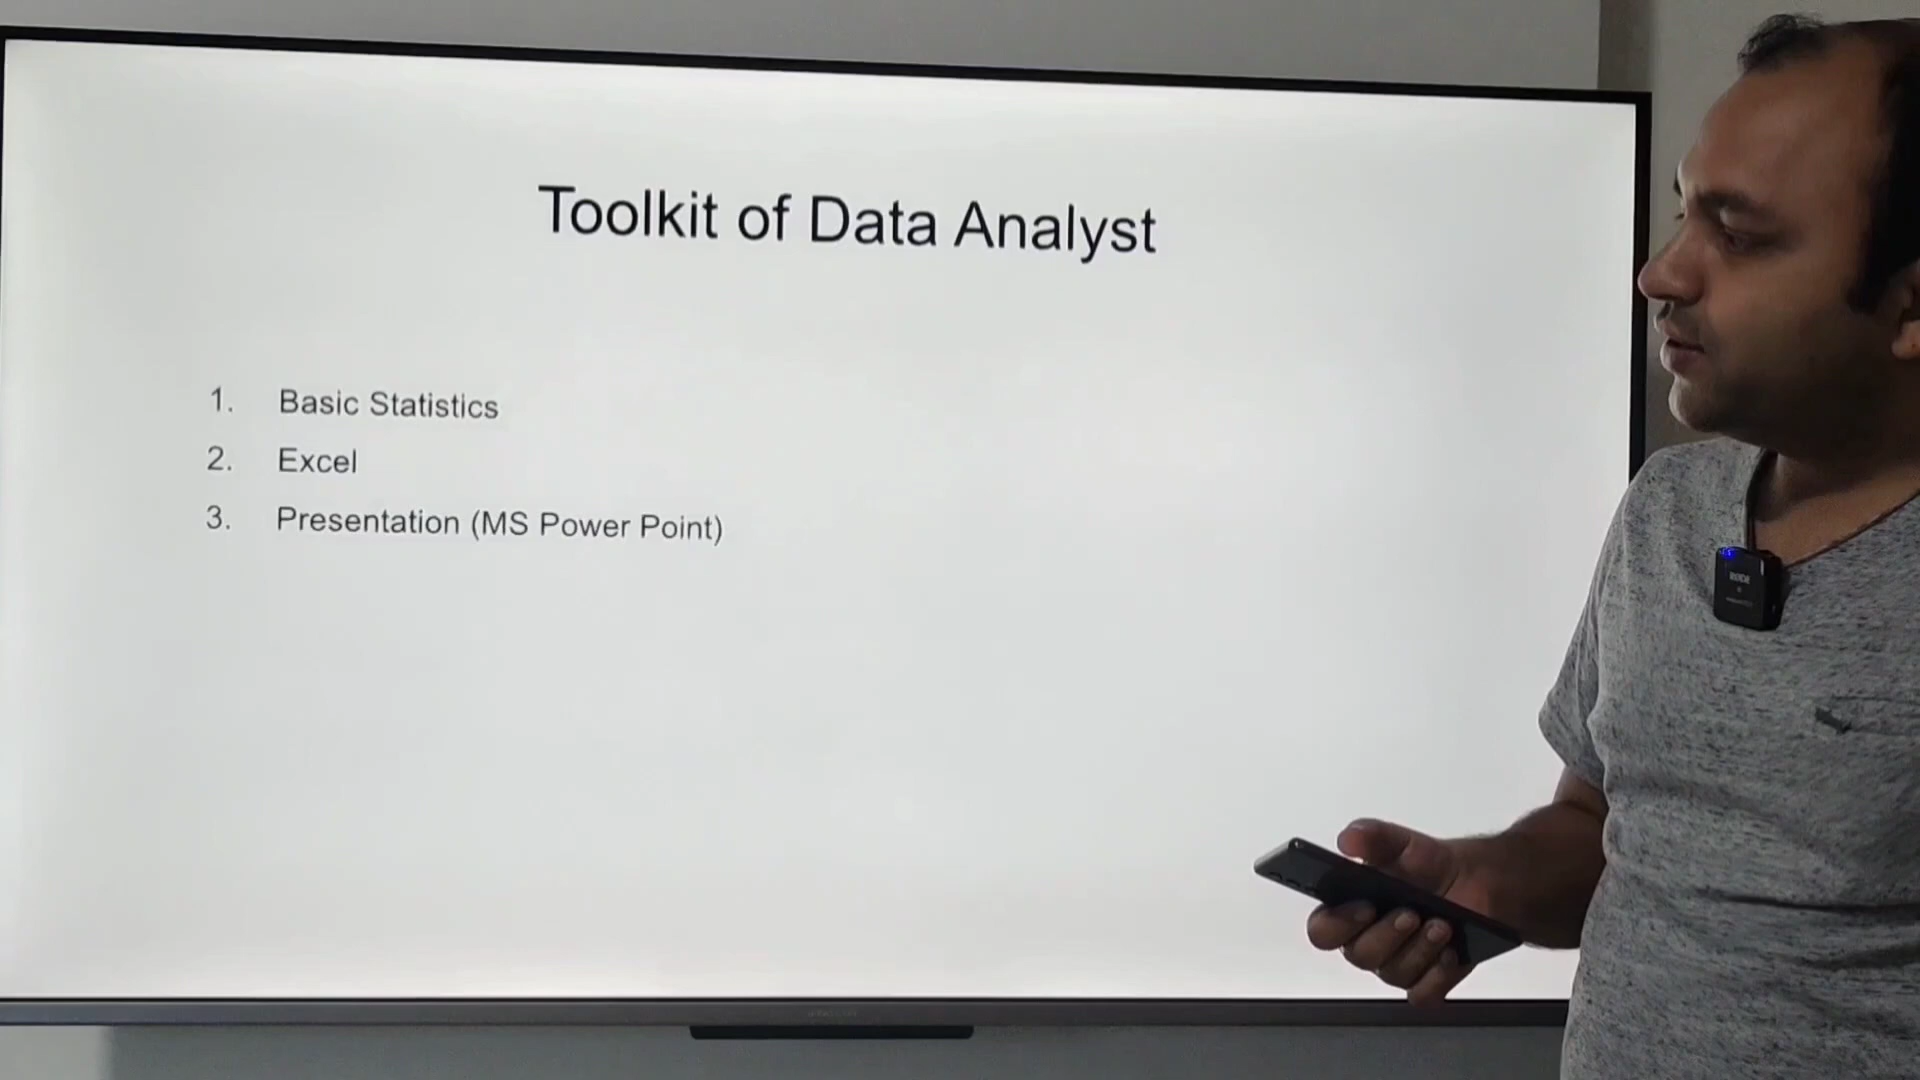 Toolkit of Data Analyst
1. Basic Statistics
2. Excel
3. Presentation (MS Power Point)